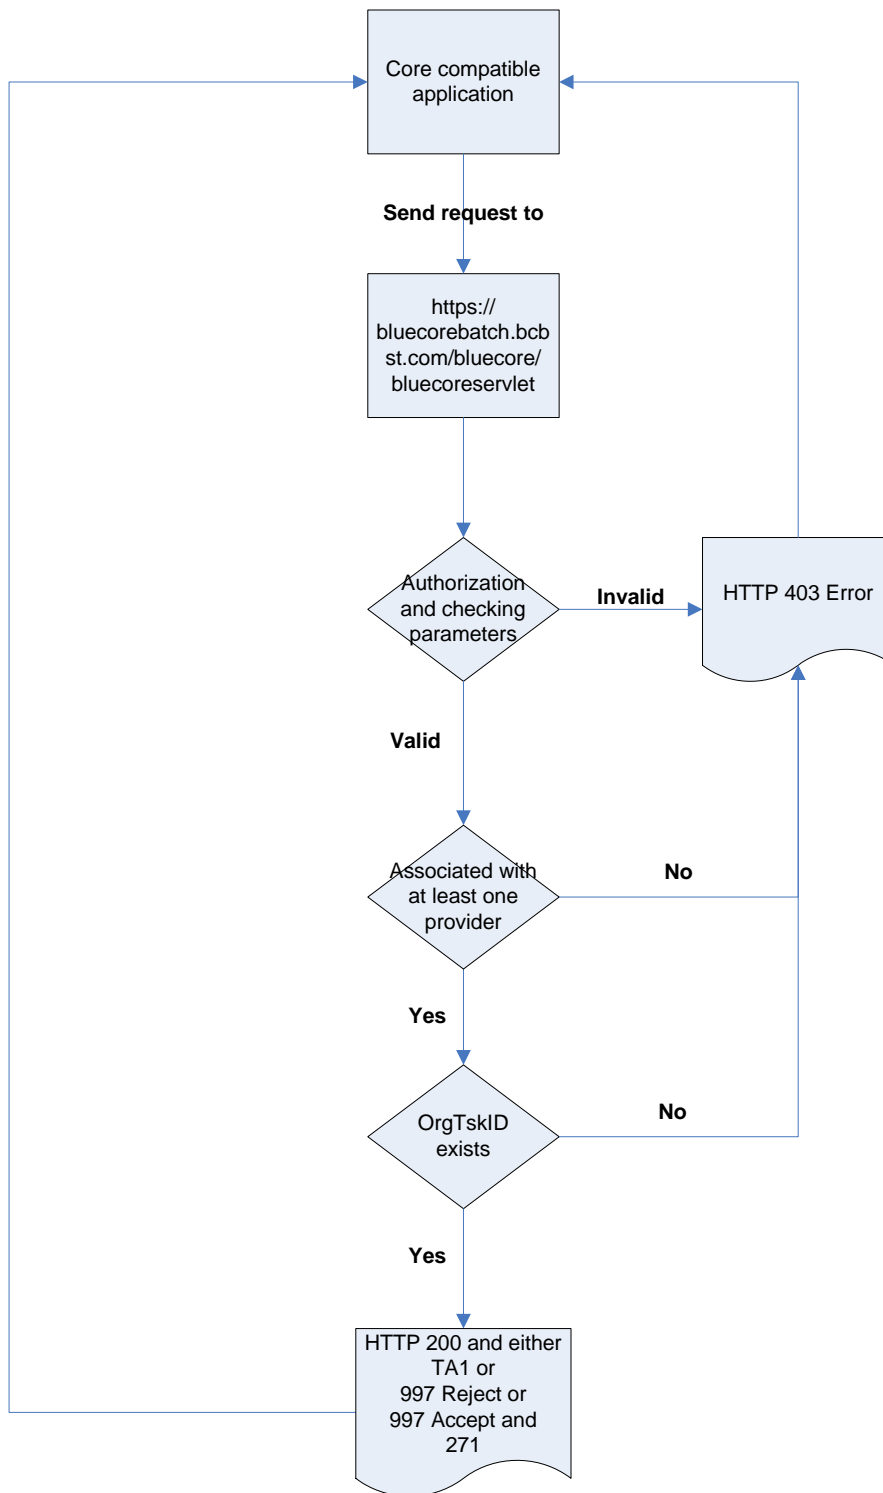 Core compatible
application
Send request to
https://
bluecorebatch.bcb
st.com/bluecore/
bluecoreservlet
Authorization
and checking
parameters
Invalid
HTTP 403 Error
Valid
Associated with
at least one
provider
No
Yes
OrgTskID
exists
No
Yes
HTTP 200 and either
TA1 or
997 Reject or
997 Accept and
271